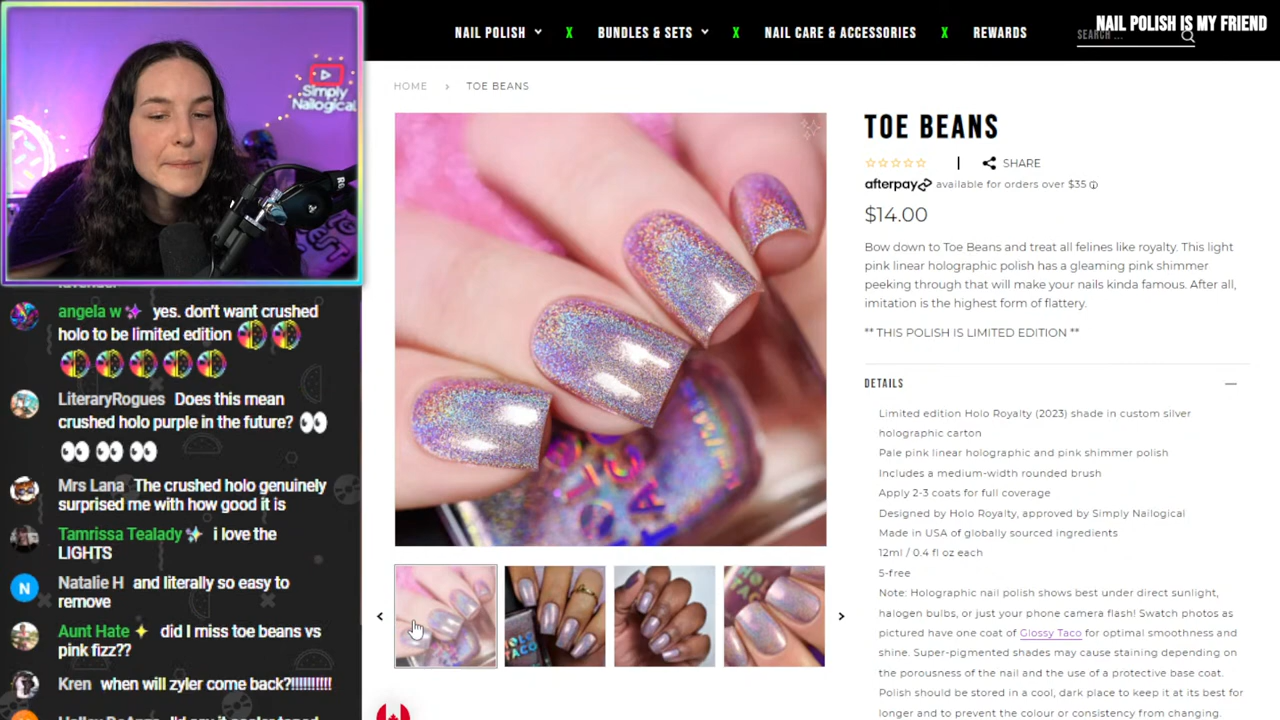 NAIL POLISH
X
BUNDLES & SETS
X
NAIL CARE & ACCESSORIES
X
REWARDS
NAIL POLISH IS MY FRIEND
SEARCH ...
Simply
Nailogical
angela w yes. don't want crushed
holo to be limited edition
LiteraryRogues Does this mean
crushed holo purple in the future?
Mrs Lana The crushed holo genuinely
surprised me with how good it is
Tamrissa Tealady i love the
LIGHTS
N
Natalie H and literally so easy to
remove
Aunt Hate did I miss toe beans vs
pink fizz??
Kren when will zyler come back?!!!!!!!!!!
HOME > TOE BEANS
TOE BEANS
| SHARE
afterpay available for orders over $35
$14.00
Bow down to Toe Beans and treat all felines like royalty. This light
pink linear holographic polish has a gleaming pink shimmer
peeking through that will make your nails kinda famous. After all,
imitation is the highest form of flattery.
** THIS POLISH IS LIMITED EDITION **
DETAILS
Limited edition Holo Royalty (2023) shade in custom silver
holographic carton
Pale pink linear holographic and pink shimmer polish
Includes a medium-width rounded brush
Apply 2-3 coats for full coverage
Designed by Holo Royalty, approved by Simply Nailogical
Made in USA of globally sourced ingredients
12ml / 0.4 fl oz each
5-free
Note: Holographic nail polish shows best under direct sunlight,
halogen bulbs, or just your phone camera flash! Swatch photos as
pictured have one coat of Glossy Taco for optimal smoothness and
shine. Super-pigmented shades may cause staining depending on
the porousness of the nail and the use of a protective base coat.
Polish should be stored in a cool, dark place to keep it at its best for
longer and to prevent the colour or consistency from changing.